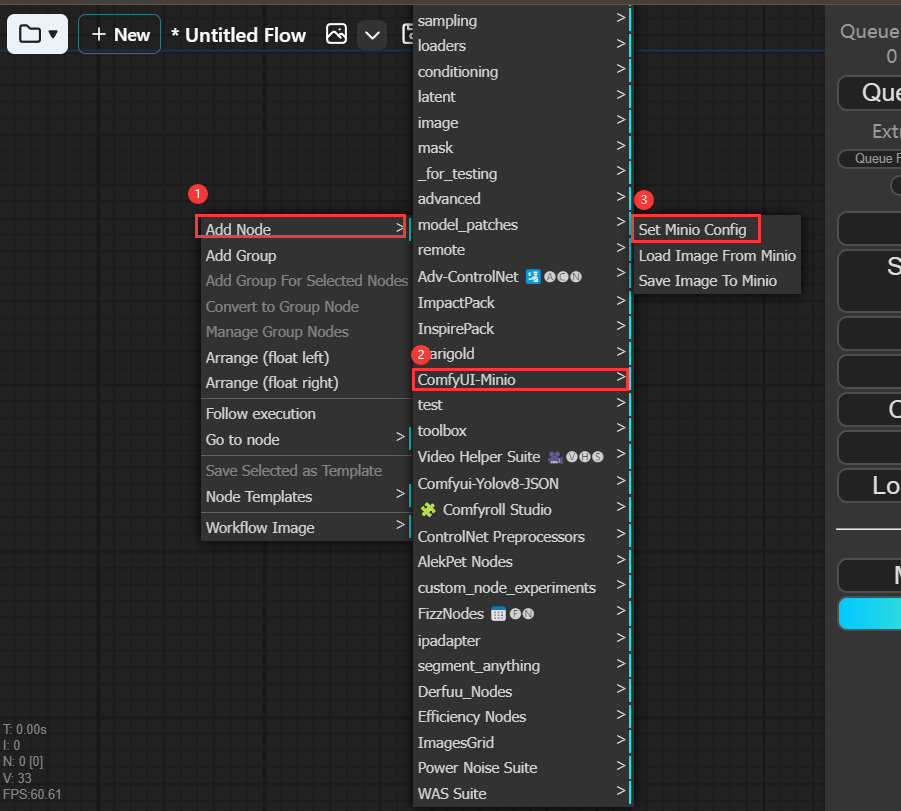 + New
* Untitled Flow
1
Add Node >
Add Group
Add Group For Selected Nodes
Convert to Group Node
Manage Group Nodes
Arrange (float left)
Arrange (float right)
Follow execution
Go to node >
Save Selected as Template
Node Templates >
Workflow Image >
sampling >
loaders >
conditioning >
latent >
image >
mask >
_for_testing >
advanced >
model_patches >
remote >
Adv-ControlNet 🛂🅐🅒🅝 >
ImpactPack >
InspirePack >
2
arigold >
ComfyUI-Minio >
test >
toolbox >
Video Helper Suite 🎥🅥🅗🅢 >
Comfyui-Yolov8-JSON >
🧩 Comfyroll Studio >
ControlNet Preprocessors >
AlekPet Nodes >
custom_node_experiments >
FizzNodes 📅🅕🅝 >
ipadapter >
segment_anything >
Derfuu_Nodes >
Efficiency Nodes >
ImagesGrid >
Power Noise Suite >
WAS Suite >
3
Set Minio Config
Load Image From Minio
Save Image To Minio
Queue
0
Que
Ext
Queue F
S
C
Lo
M
T: 0.00s
I: 0
N: 0 [0]
V: 33
FPS:60.61